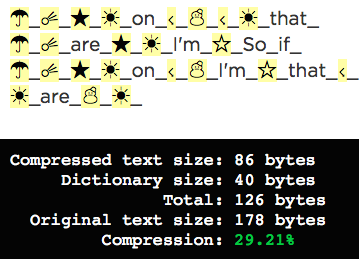 ☂_☄_★_☀_on_‹_☃_‹_☀_that_
☂_☄_are_★_☀_I'm_☆_So_if_
☂_☄_★_☀_on_‹_☃_I'm_☆_that_‹_
☀_are_☃_☀_
Compressed text size: 86 bytes
Dictionary size: 40 bytes
Total: 126 bytes
Original text size: 178 bytes
Compression: 29.21%